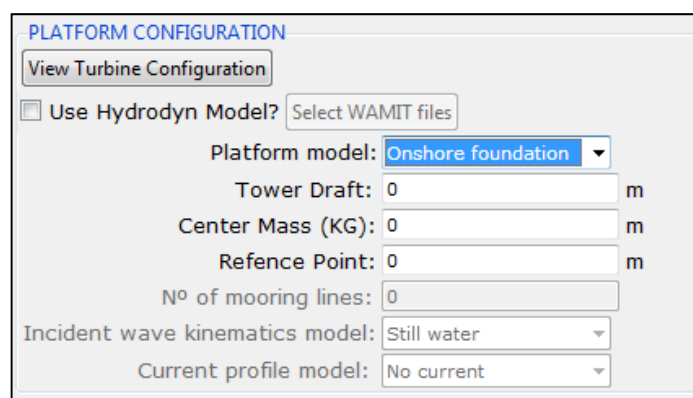 PLATFORM CONFIGURATION
View Turbine Configuration
Use Hydrodyn Model? Select WAMIT files
Platform model: Onshore foundation
Tower Draft: 0 m
Center Mass (KG): 0 m
Refence Point: 0 m
Nº of mooring lines: 0
Incident wave kinematics model: Still water
Current profile model: No current